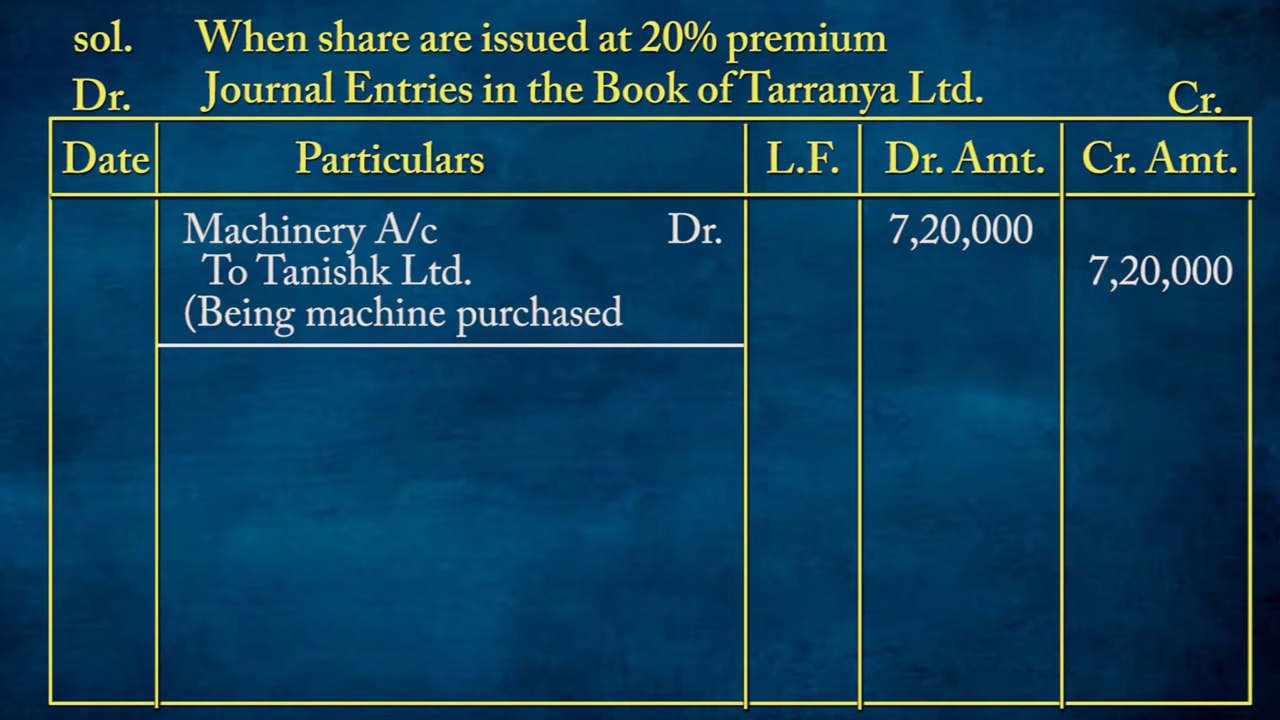 sol. When share are issued at 20% premium
Dr. Journal Entries in the Book of Tarranya Ltd. Cr.
Date Particulars L.F. Dr. Amt. Cr. Amt.
Machinery A/c Dr. 7,20,000
To Tanishk Ltd. 7,20,000
(Being machine purchased